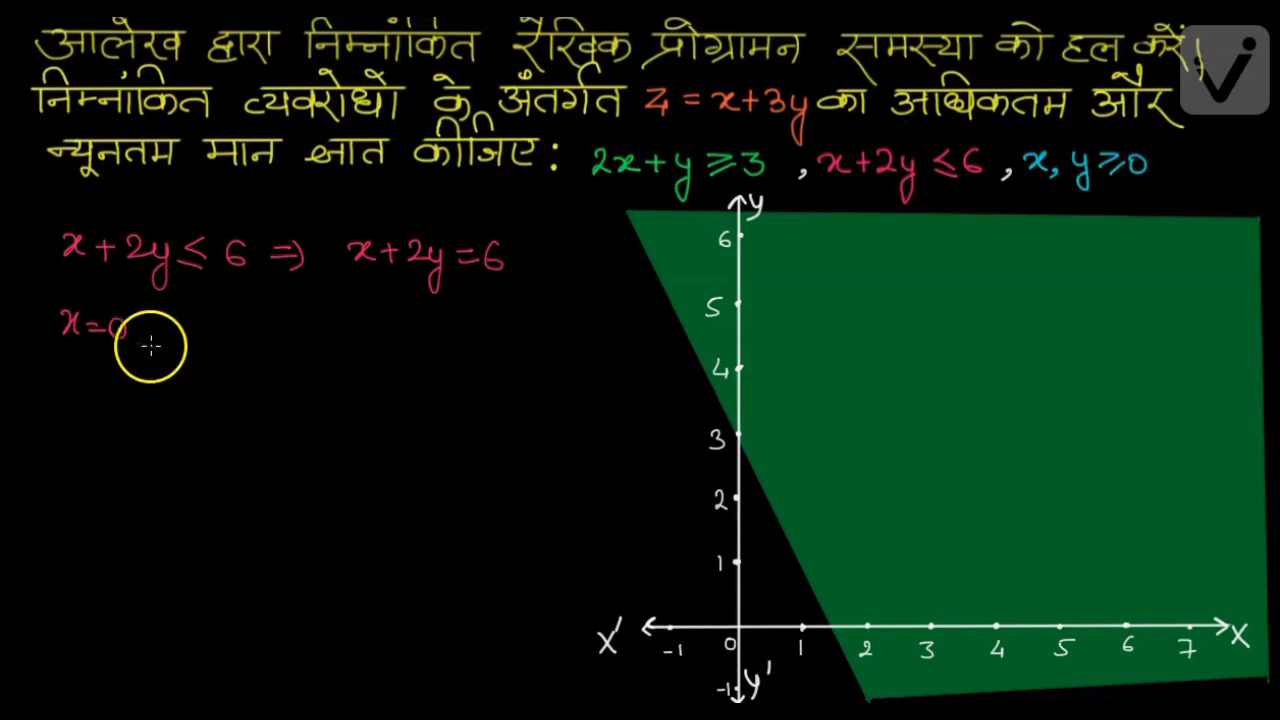 आलेख द्वारा निम्नांकित रैखिक प्रोग्रामन समस्या को हल करें।
निम्नांकित व्यवरोधो के अंतर्गत Z = x+3y का अधिकतम और
न्यूनतम मान ज्ञात कीजिए : 2x+y ≥ 3 , x+2y ≤ 6 , x, y ≥ 0
x + 2y ≤ 6 ⇒ x + 2y = 6
x = 0
y
6
5
4
3
2
1
X' -1 0 1 2 3 4 5 6 7 X
-1 y'